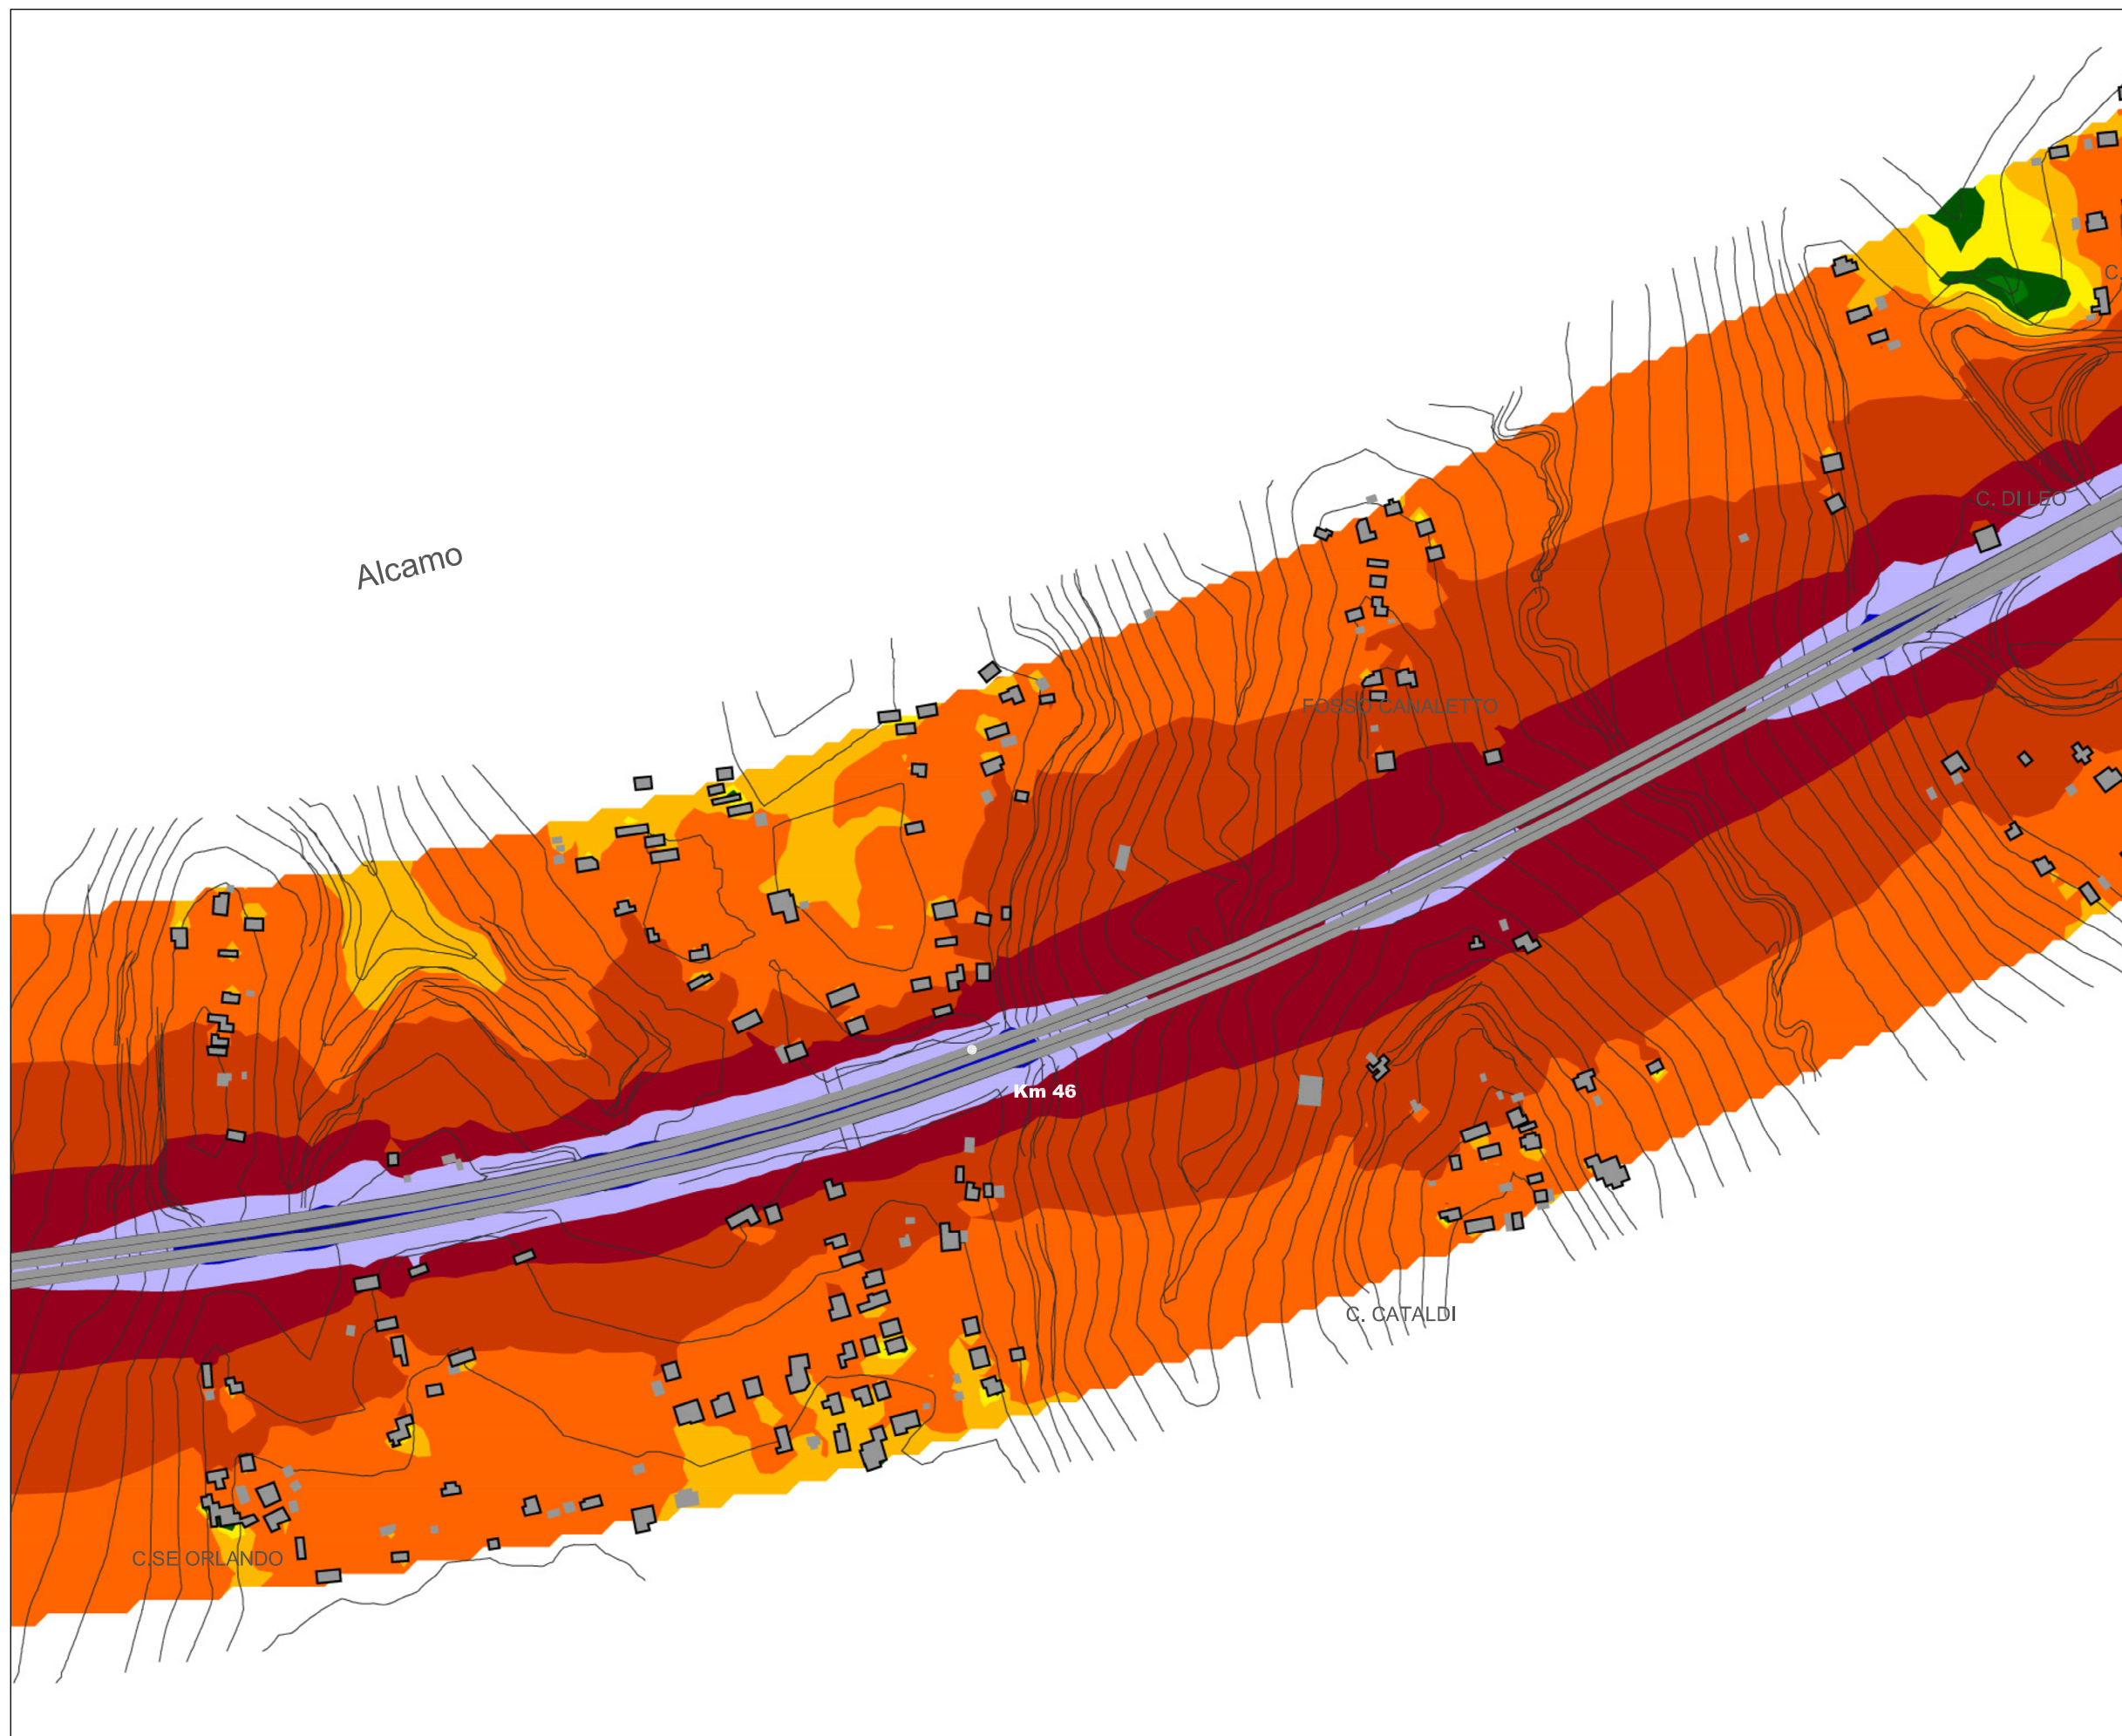 C.
C. DI LEO
Alcamo
FOSSO CANALETTO
Km 46
C. CATALDI
C.SE ORLANDO